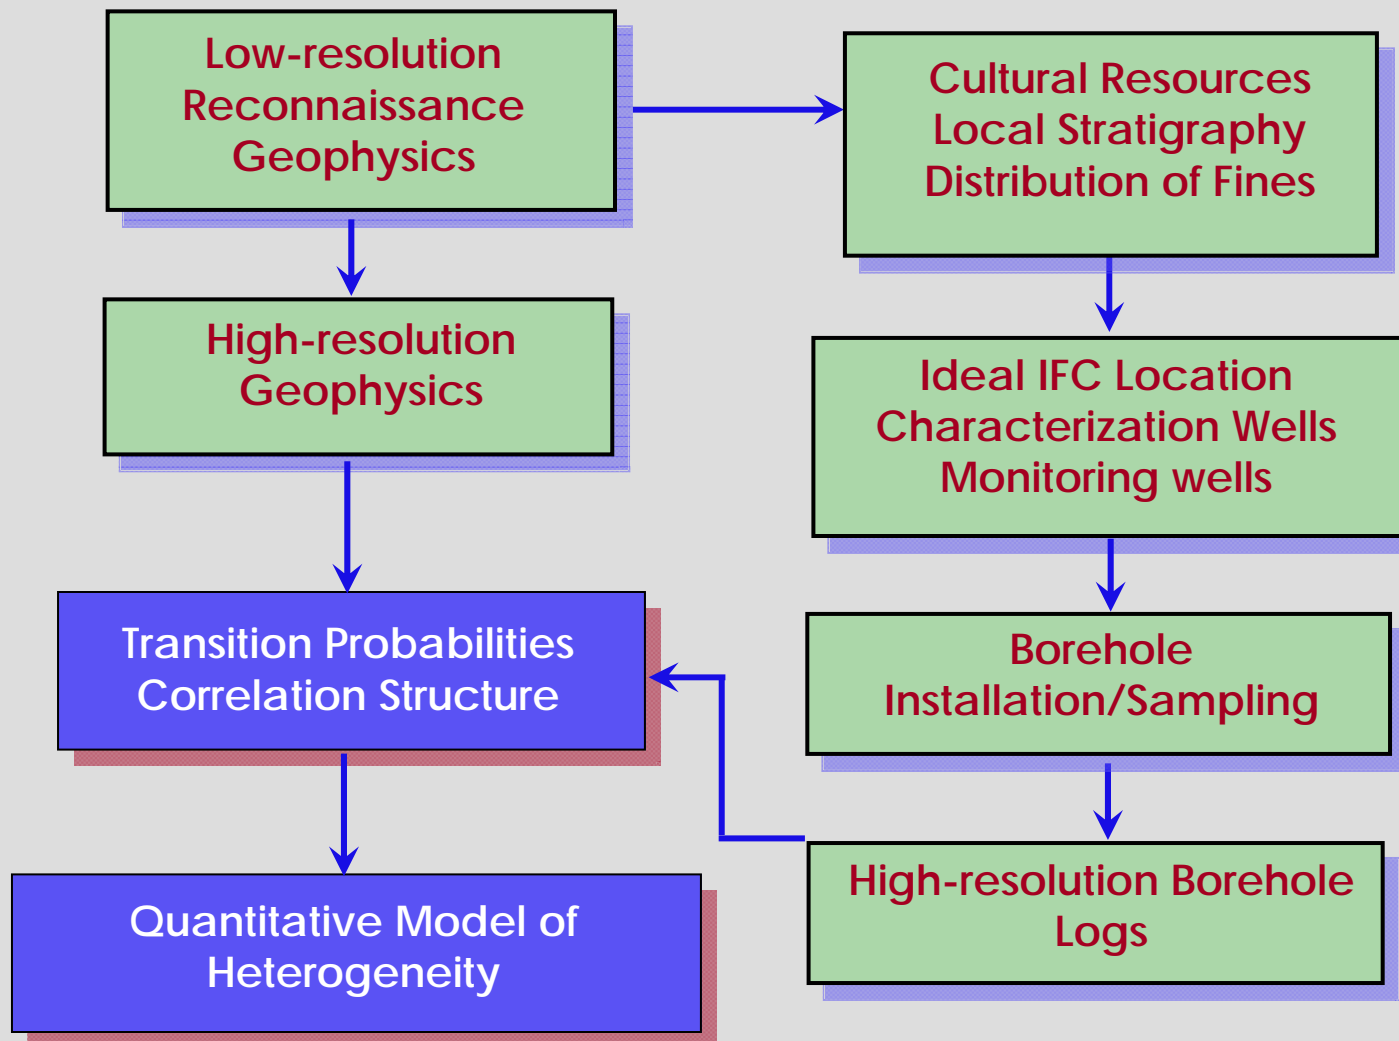 Low-resolution
Reconnaissance
Geophysics
Cultural Resources
Local Stratigraphy
Distribution of Fines
High-resolution
Geophysics
Ideal IFC Location
Characterization Wells
Monitoring wells
Transition Probabilities
Correlation Structure
Borehole
Installation/Sampling
Quantitative Model of
Heterogeneity
High-resolution Borehole
Logs